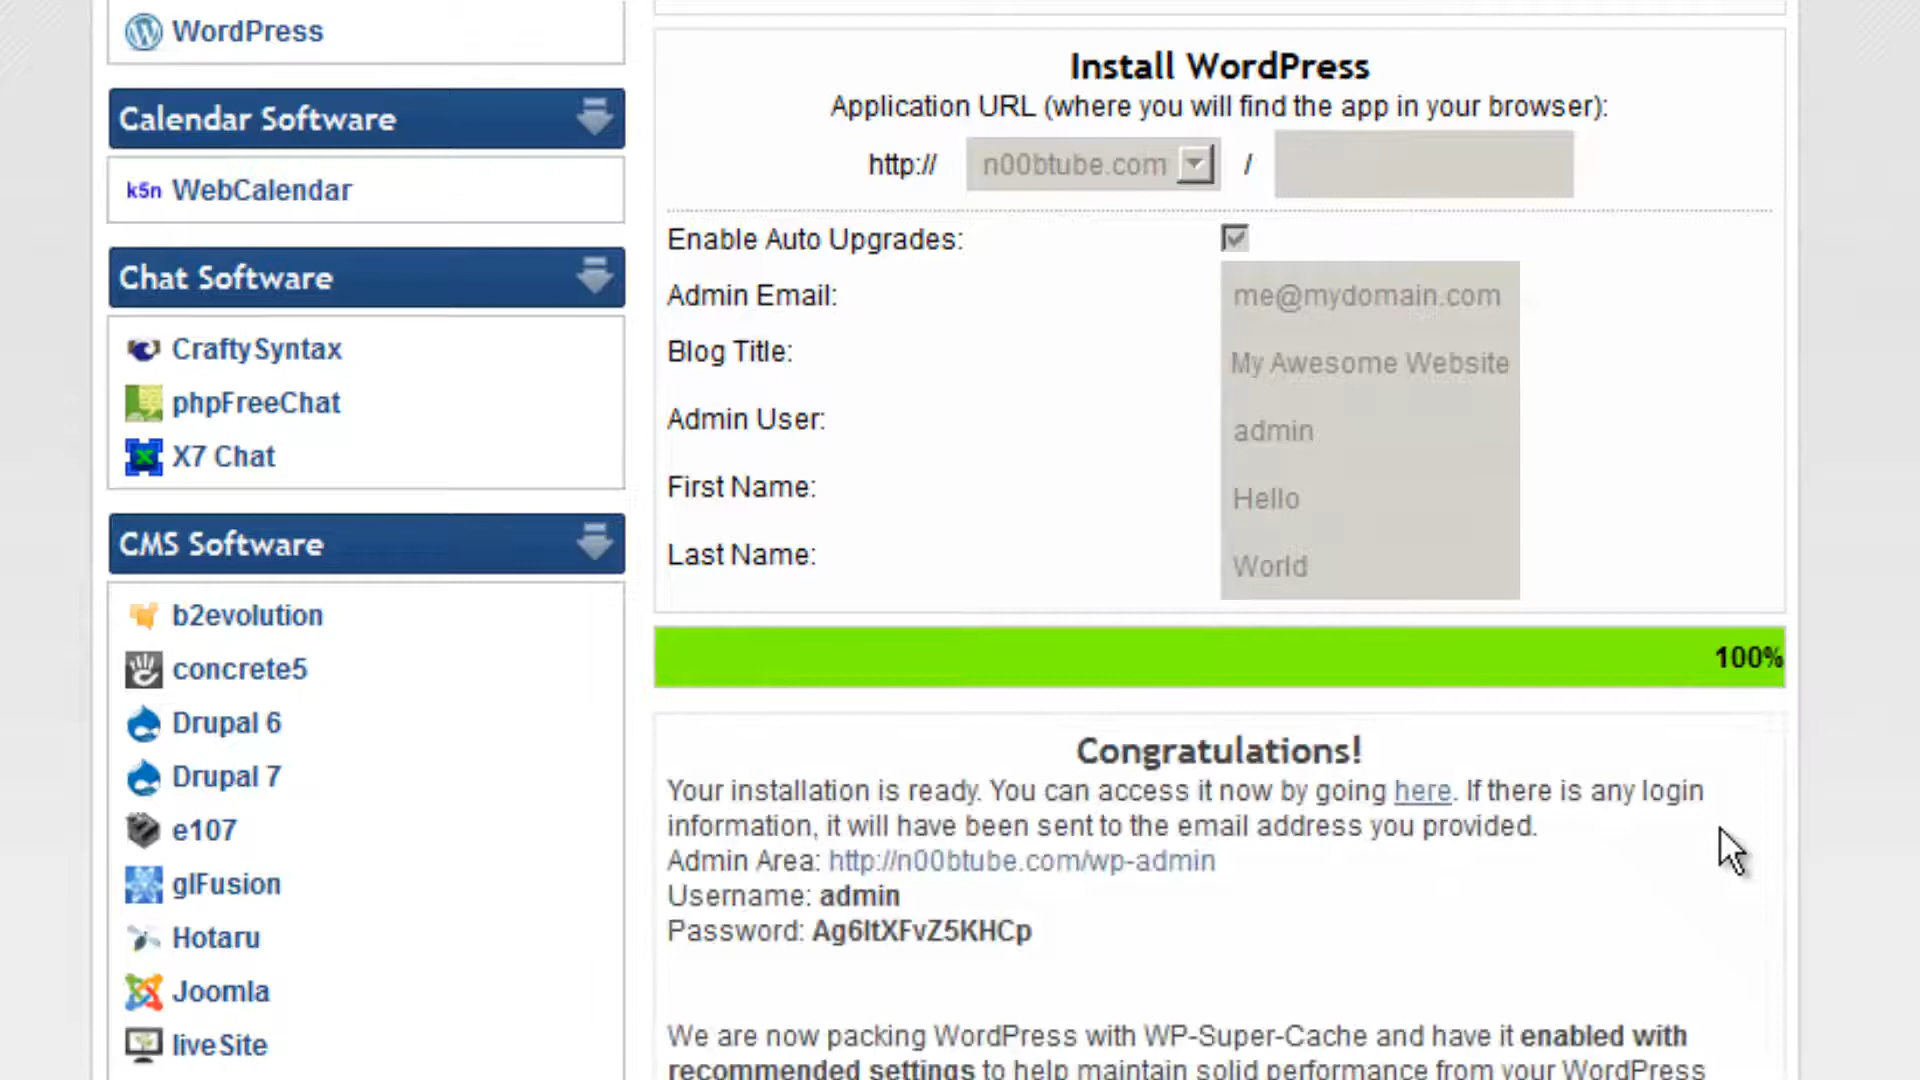 WordPress
Calendar Software
k5n WebCalendar
Chat Software
CraftySyntax
phpFreeChat
X7 Chat
CMS Software
b2evolution
concrete5
Drupal 6
Drupal 7
e107
glFusion
Hotaru
Joomla
liveSite
Install WordPress
Application URL (where you will find the app in your browser):
http:// n00btube.com /
Enable Auto Upgrades:
Admin Email: me@mydomain.com
Blog Title: My Awesome Website
Admin User: admin
First Name: Hello
Last Name: World
100%
Congratulations!
Your installation is ready. You can access it now by going here. If there is any login
information, it will have been sent to the email address you provided.
Admin Area: http://n00btube.com/wp-admin
Username: admin
Password: Ag6ItXFvZ5KHCp
We are now packing WordPress with WP-Super-Cache and have it enabled with
recommended settings to help maintain solid performance from your WordPress